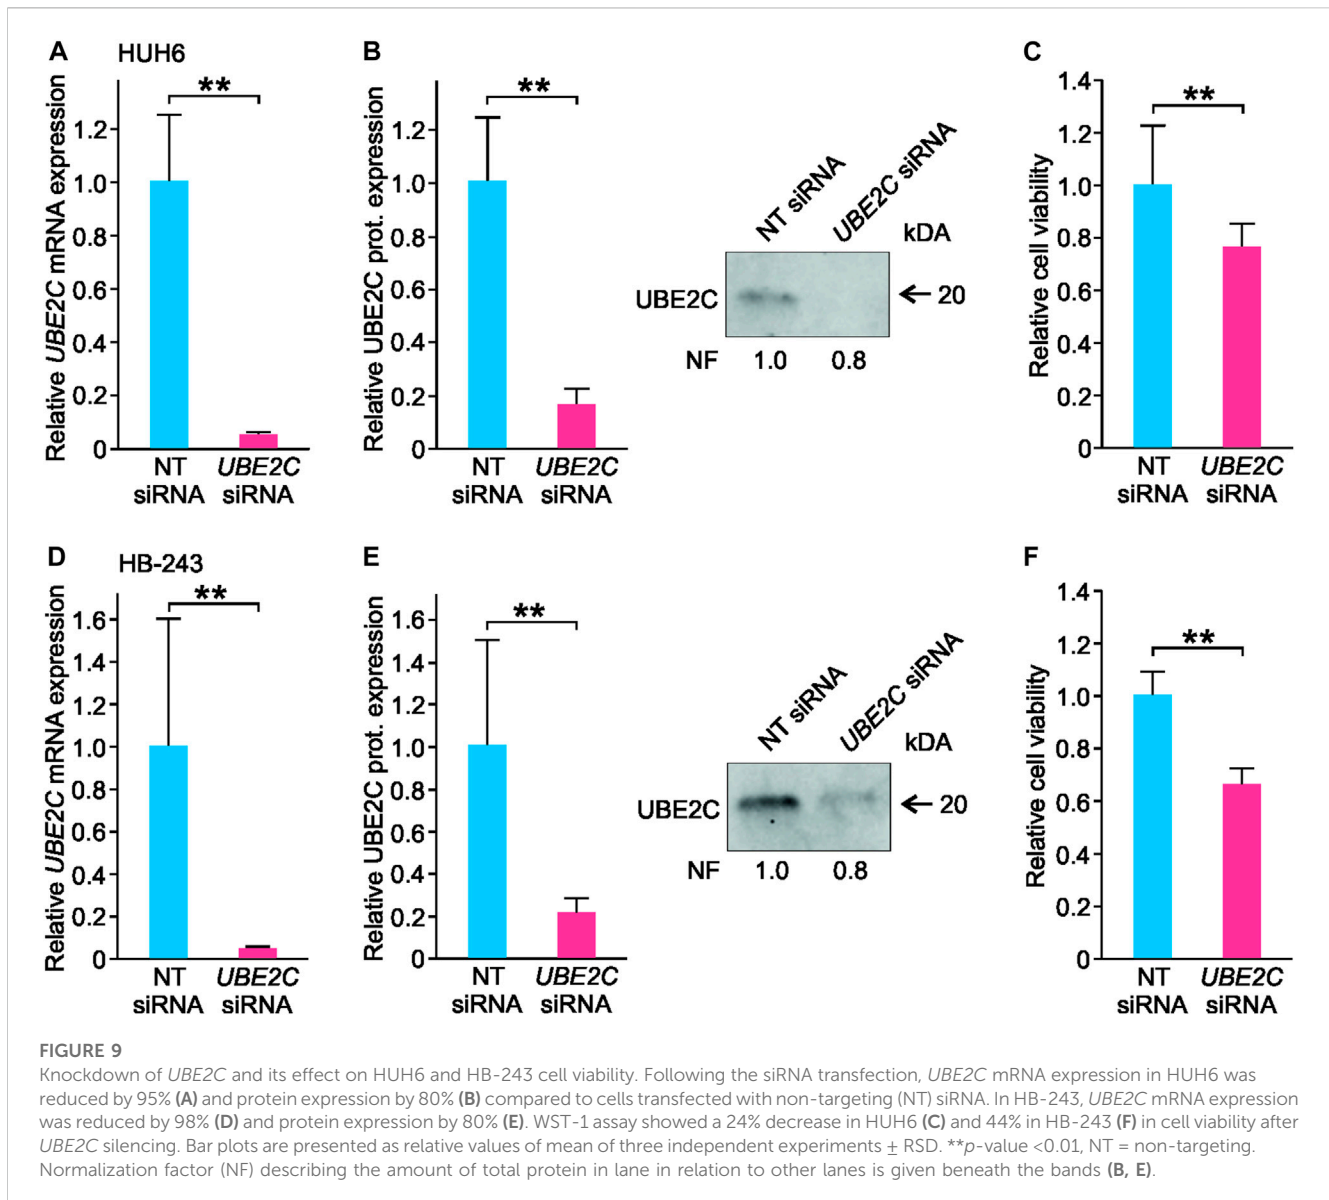 A
HUH6
**
Relative UBE2C mRNA expression
1.2
1.0
0.8
0.6
0.4
0.2
0
NT
siRNA
UBE2C
siRNA
B
**
Relative UBE2C prot. expression
1.2
1.0
0.8
0.6
0.4
0.2
0
NT
siRNA
UBE2C
siRNA
NT siRNA
UBE2C siRNA
kDA
UBE2C
20
NF
1.0
0.8
C
**
Relative cell viability
1.4
1.2
1.0
0.8
0.6
0.4
0.2
0
NT
siRNA
UBE2C
siRNA
D
HB-243
**
Relative UBE2C mRNA expression
1.6
1.4
1.2
1.0
0.8
0.6
0.4
0.2
0
NT
siRNA
UBE2C
siRNA
E
**
Relative UBE2C prot. expression
1.6
1.4
1.2
1.0
0.8
0.6
0.4
0.2
0
NT
siRNA
UBE2C
siRNA
NT siRNA
UBE2C siRNA
kDA
UBE2C
20
NF
1.0
0.8
F
**
Relative cell viability
1.4
1.2
1.0
0.8
0.6
0.4
0.2
0
NT
siRNA
UBE2C
siRNA
FIGURE 9
Knockdown of UBE2C and its effect on HUH6 and HB-243 cell viability. Following the siRNA transfection, UBE2C mRNA expression in HUH6 was
reduced by 95% (A) and protein expression by 80% (B) compared to cells transfected with non-targeting (NT) siRNA. In HB-243, UBE2C mRNA expression
was reduced by 98% (D) and protein expression by 80% (E). WST-1 assay showed a 24% decrease in HUH6 (C) and 44% in HB-243 (F) in cell viability after
UBE2C silencing. Bar plots are presented as relative values of mean of three independent experiments ± RSD. **p-value <0.01, NT = non-targeting.
Normalization factor (NF) describing the amount of total protein in lane in relation to other lanes is given beneath the bands (B, E).